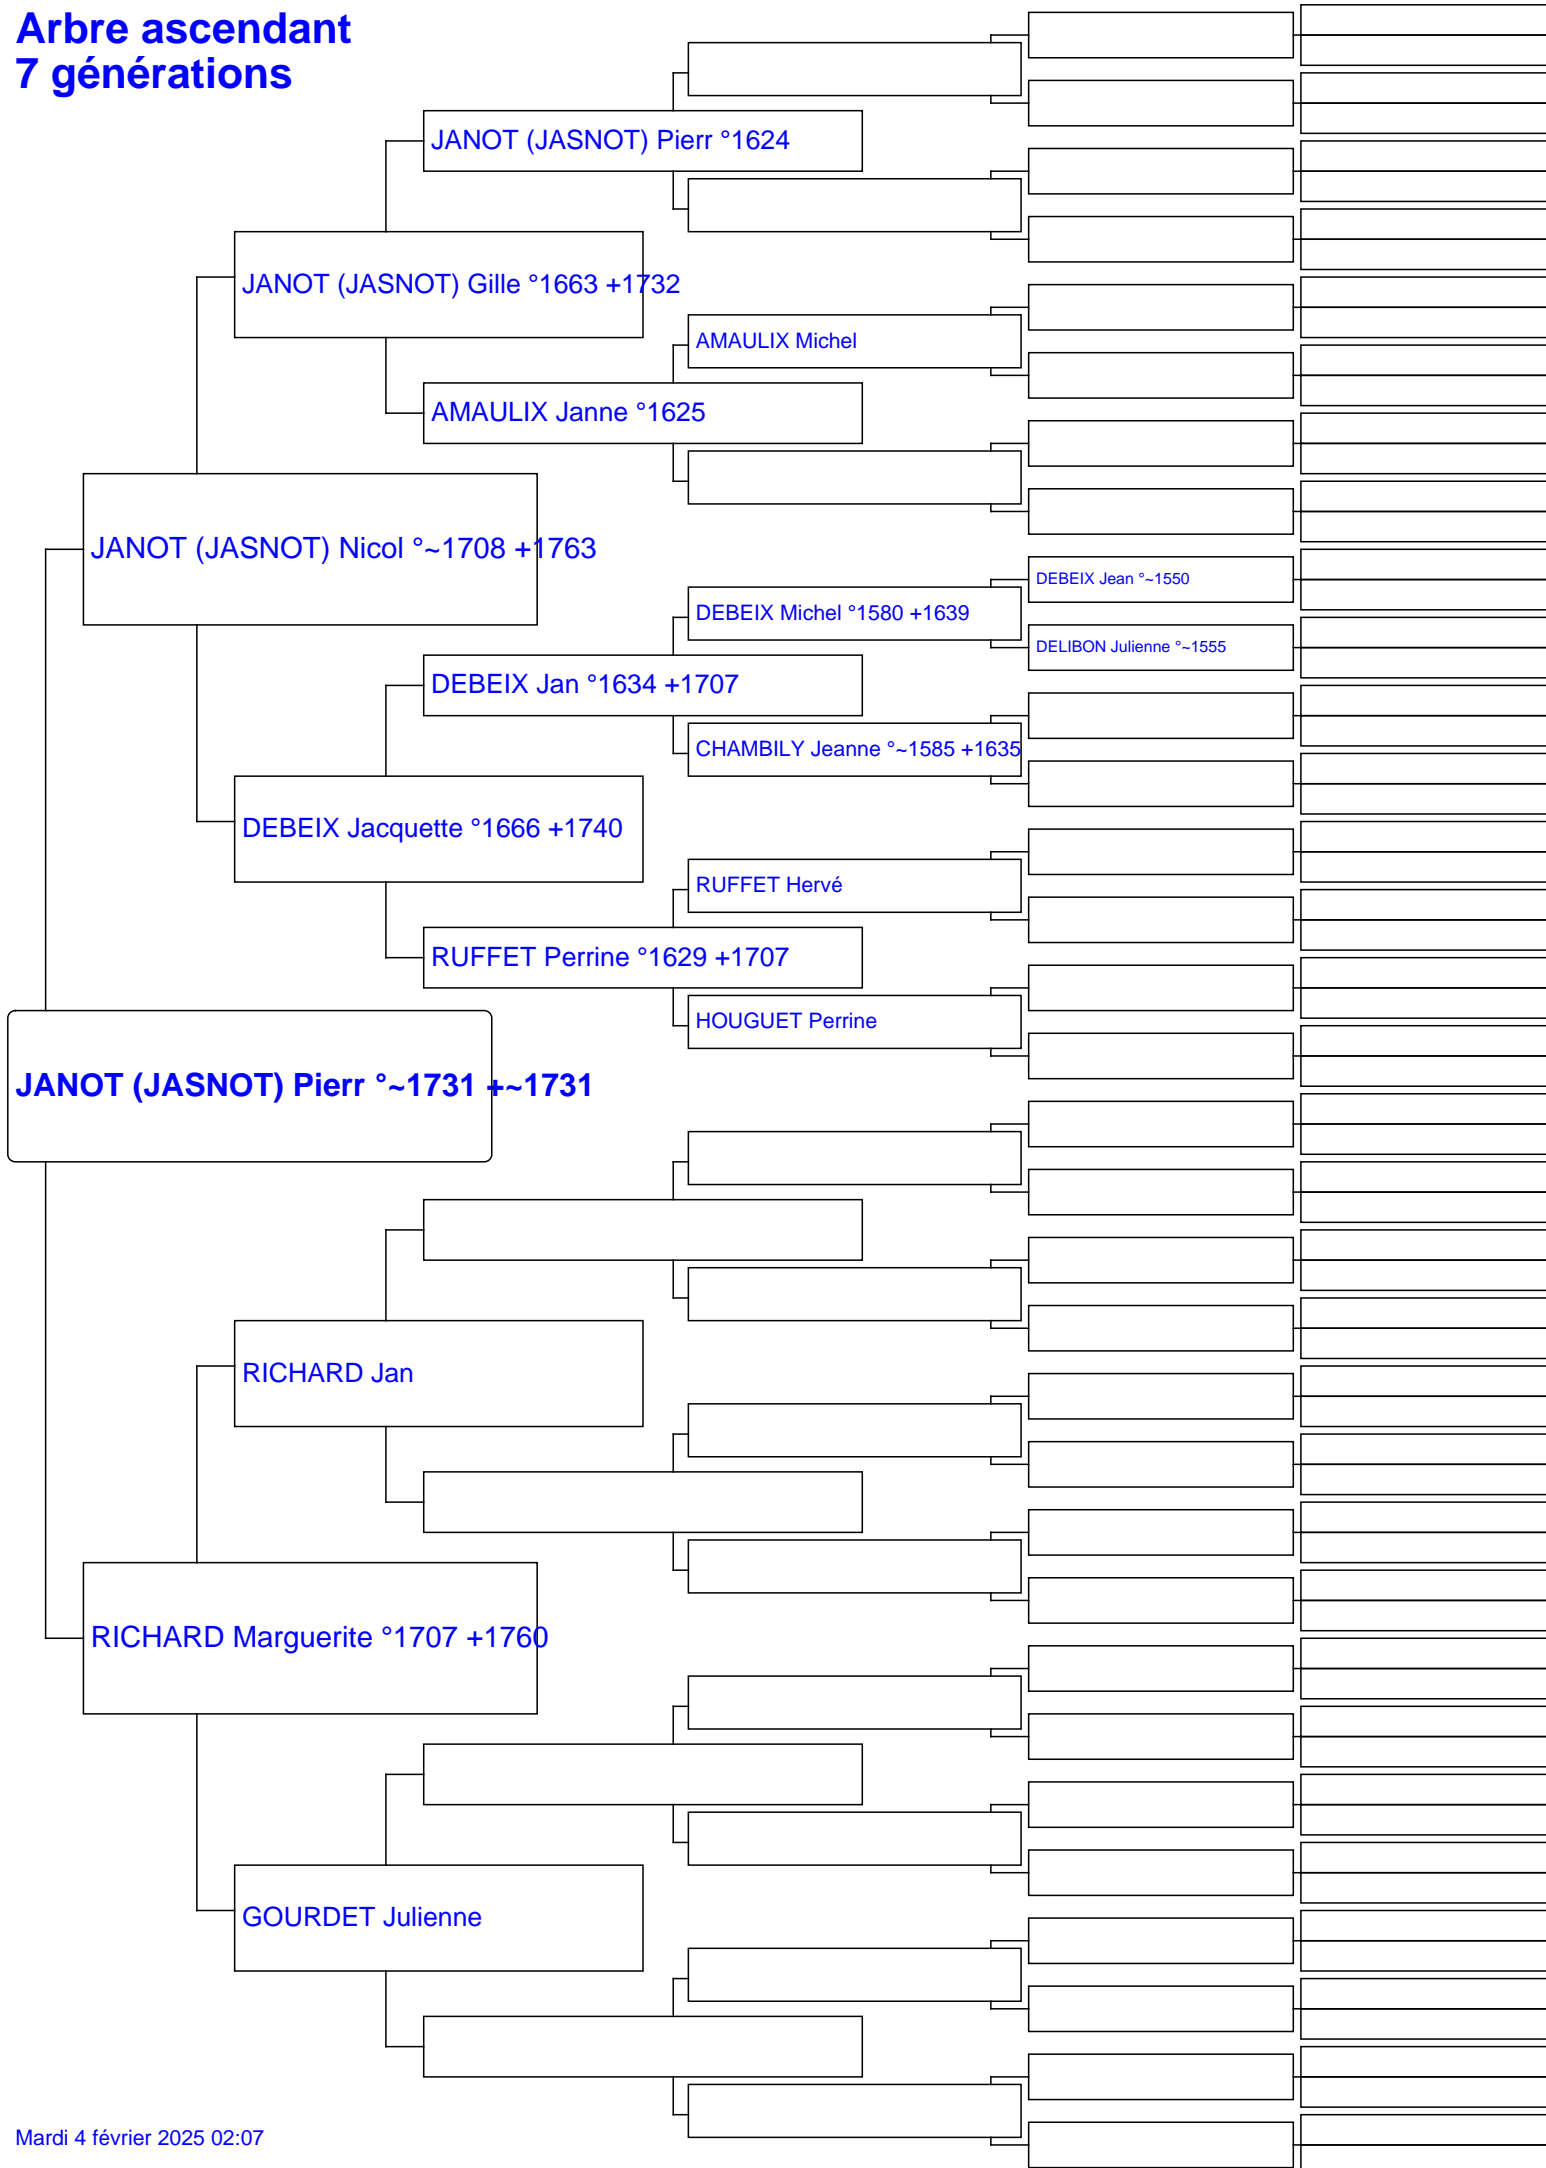 Arbre ascendant
7 générations
JANOT (JASNOT) Pierr °1624
JANOT (JASNOT) Gille °1663 +1732
AMAULIX Michel
AMAULIX Janne °1625
JANOT (JASNOT) Nicol °~1708 +1763
DEBEIX Jean °~1550
DEBEIX Michel °1580 +1639
DELIBON Julienne °~1555
DEBEIX Jan °1634 +1707
CHAMBILY Jeanne °~1585 +1635
DEBEIX Jacquette °1666 +1740
RUFFET Hervé
RUFFET Perrine °1629 +1707
HOUGUET Perrine
JANOT (JASNOT) Pierr °~1731 +~1731
RICHARD Jan
RICHARD Marguerite °1707 +1760
GOURDET Julienne
Mardi 4 février 2025 02:07